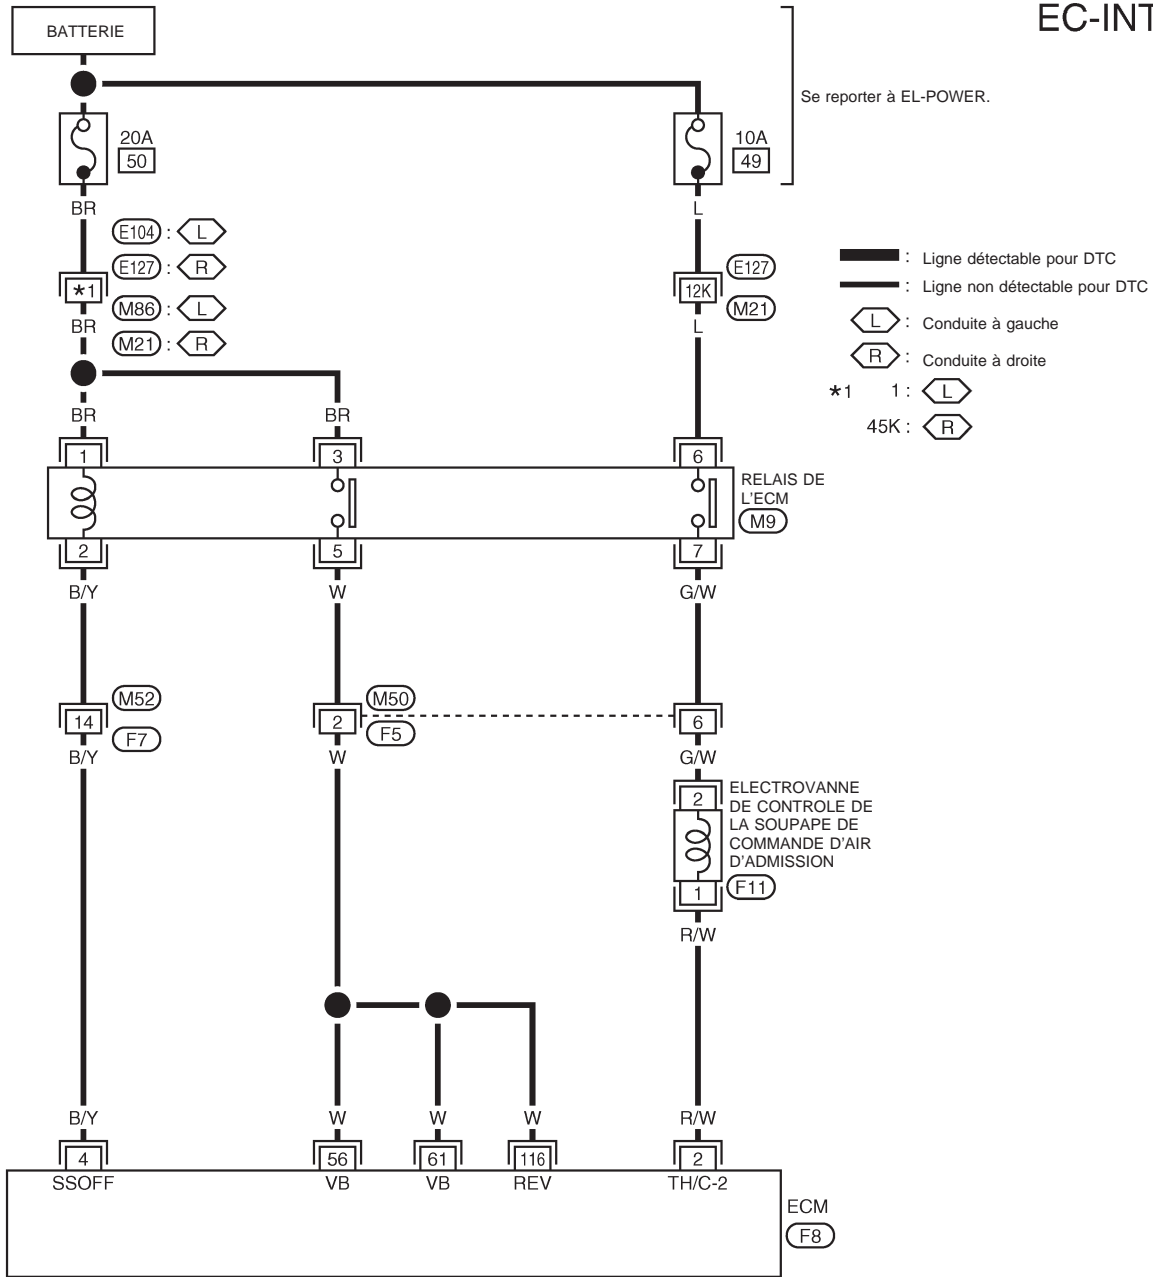 EC-INT
BATTERIE
Se reporter à EL-POWER.
20A
50
10A
49
BR
L
E104 : L
E127 : R
*1
M86 : L
M21 : R
BR
E127
12K
M21
L
: Ligne détectable pour DTC
: Ligne non détectable pour DTC
L : Conduite à gauche
R : Conduite à droite
*1 1 : L
45K : R
BR
BR
1
3
6
RELAIS DE
L'ECM
M9
2
5
7
B/Y
W
G/W
M52
14
F7
M50
2
F5
6
B/Y
W
G/W
2
ELECTROVANNE
DE CONTROLE DE
LA SOUPAPE DE
COMMANDE D'AIR
D'ADMISSION
1
F11
R/W
B/Y
W
W
W
R/W
4
56
61
116
2
SSOFF
VB
VB
REV
TH/C-2
ECM
F8